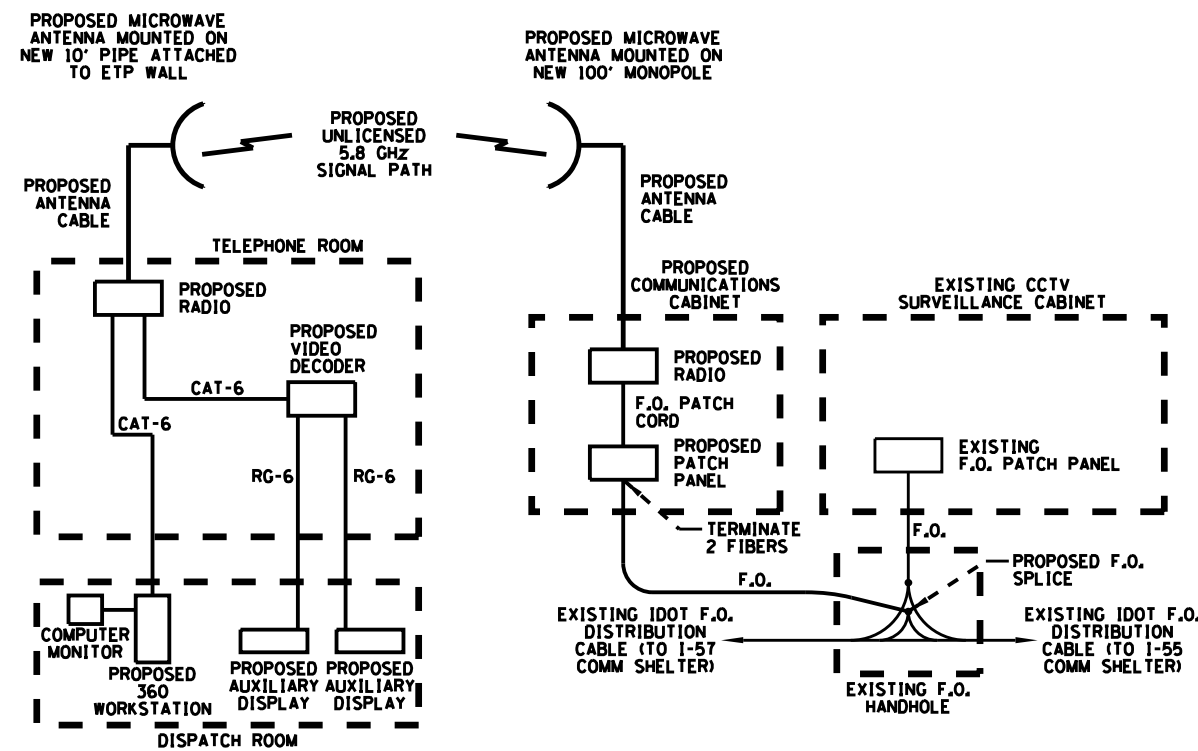 PROPOSED MICROWAVE
ANTENNA MOUNTED ON
NEW 10' PIPE ATTACHED
TO ETP WALL
PROPOSED MICROWAVE
ANTENNA MOUNTED ON
NEW 100' MONOPOLE
PROPOSED
UNLICENSED
5.8 GHz
SIGNAL PATH
PROPOSED
ANTENNA
CABLE
PROPOSED
ANTENNA
CABLE
TELEPHONE ROOM
PROPOSED
RADIO
PROPOSED
VIDEO
DECODER
CAT-6
CAT-6
RG-6
RG-6
PROPOSED
COMMUNICATIONS
CABINET
PROPOSED
RADIO
F.O. PATCH
CORD
PROPOSED
PATCH
PANEL
TERMINATE
2 FIBERS
EXISTING CCTV
SURVEILLANCE CABINET
EXISTING
F.O. PATCH PANEL
F.O.
PROPOSED F.O.
SPLICE
F.O.
EXISTING IDOT F.O.
DISTRIBUTION
CABLE (TO I-57
COMM SHELTER)
EXISTING IDOT F.O.
DISTRIBUTION
CABLE (TO I-55
COMM SHELTER)
EXISTING F.O.
HANDHOLE
COMPUTER
MONITOR
PROPOSED
360
WORKSTATION
PROPOSED
AUXILIARY
DISPLAY
PROPOSED
AUXILIARY
DISPLAY
DISPATCH ROOM